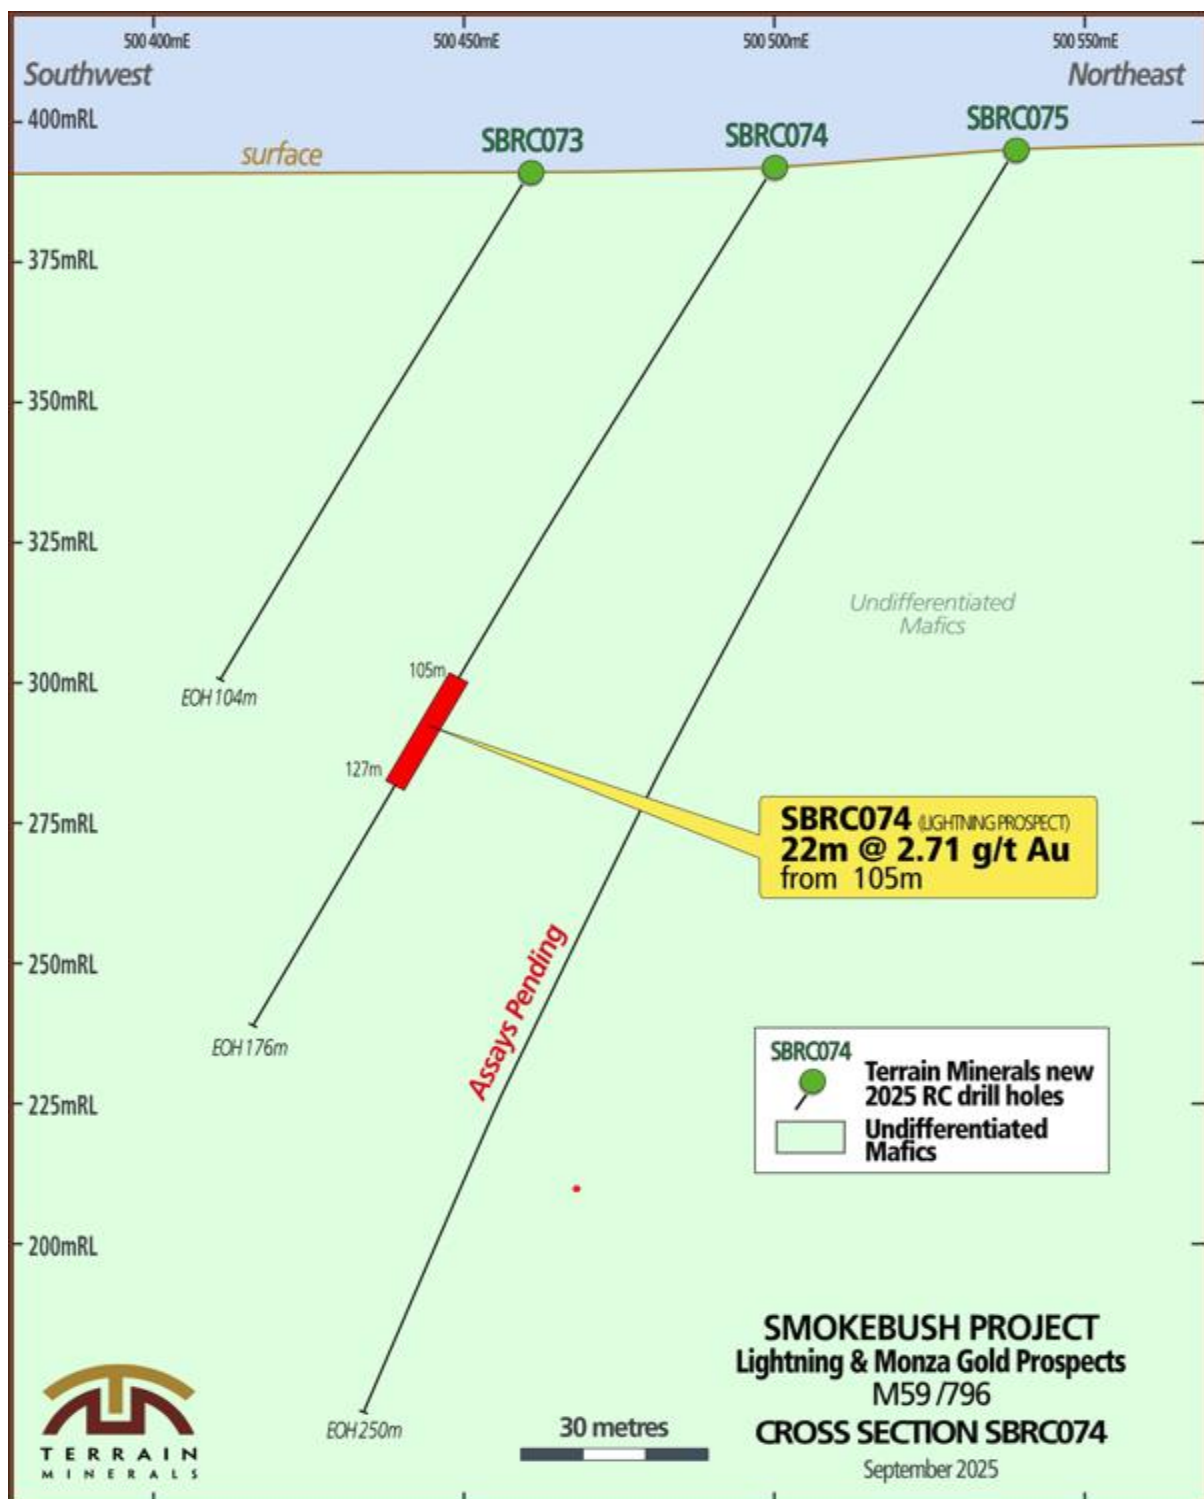 500 400mE
500 450mE
500 500mE
500 550mE
Southwest
Northeast
400mRL
SBRC073
SBRC074
SBRC075
surface
375mRL
350mRL
325mRL
Undifferentiated
Mafics
300mRL
105m
EOH 104m
127m
275mRL
SBRC074 (LIGHTNING PROSPECT)
22m @ 2.71 g/t Au
from 105m
250mRL
Assays Pending
EOH 176m
225mRL
SBRC074
Terrain Minerals new
2025 RC drill holes
Undifferentiated
Mafics
200mRL
SMOKEBUSH PROJECT
Lightning & Monza Gold Prospects
M59/796
CROSS SECTION SBRC074
September 2025
EOH 250m
30 metres
TERRAIN
MINERALS